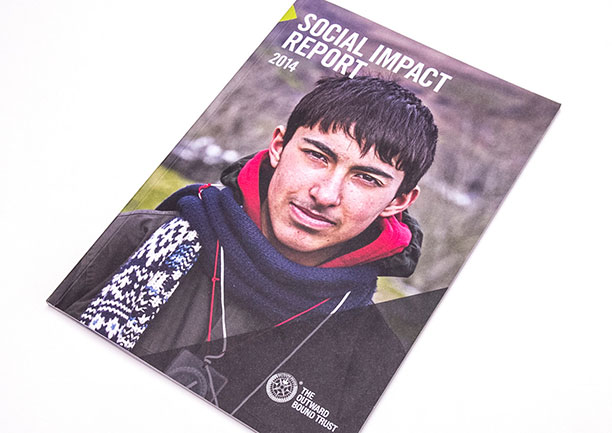 SOCIAL IMPACT
REPORT
2014
THE
OUTWARD
BOUND TRUST